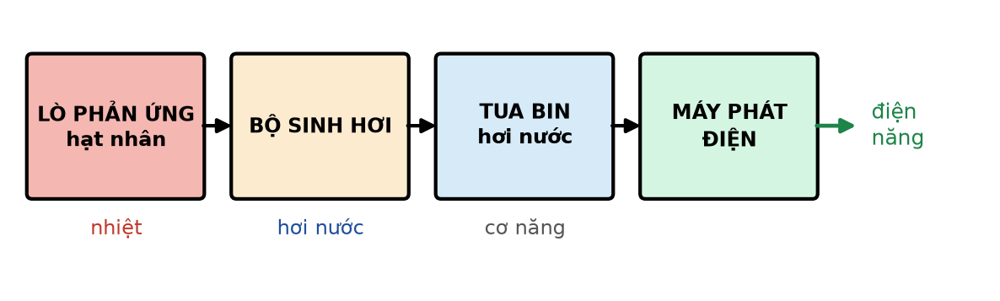 LÒ PHẢN ỨNG
hạt nhân
BỘ SINH HƠI
TUA BIN
hơi nước
MÁY PHÁT
ĐIỆN
điện
năng
nhiệt
hơi nước
cơ năng